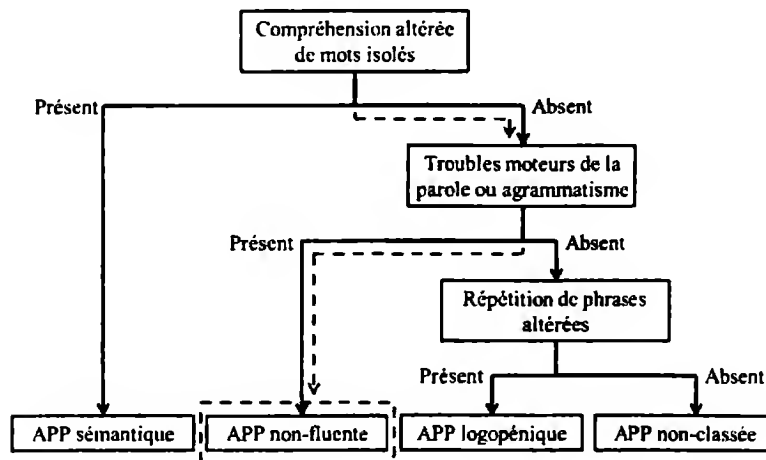 Compréhension altérée
de mots isolés
Présent
Absent
Troubles moteurs de la
parole ou agrammatisme
Présent
Absent
Répétition de phrases
altérées
Présent
Absent
APP sémantique
APP non-fluente
APP logopénique
APP non-classée